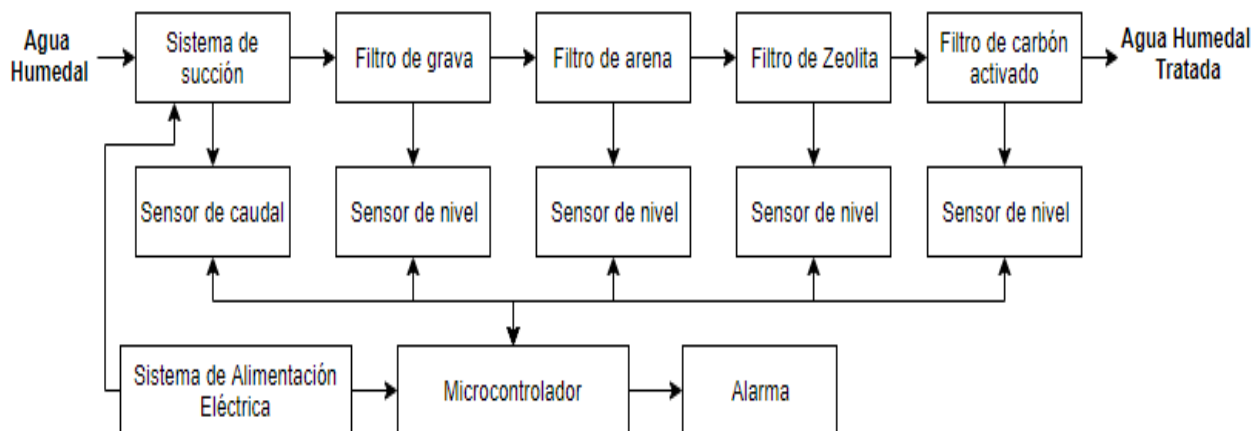 Agua
Humedal
Sistema de
succión
Filtro de grava
Filtro de arena
Filtro de Zeolita
Filtro de carbón
activado
Agua Humedal
Tratada
Sensor de caudal
Sensor de nivel
Sensor de nivel
Sensor de nivel
Sensor de nivel
Sistema de Alimentación
Eléctrica
Microcontrolador
Alarma